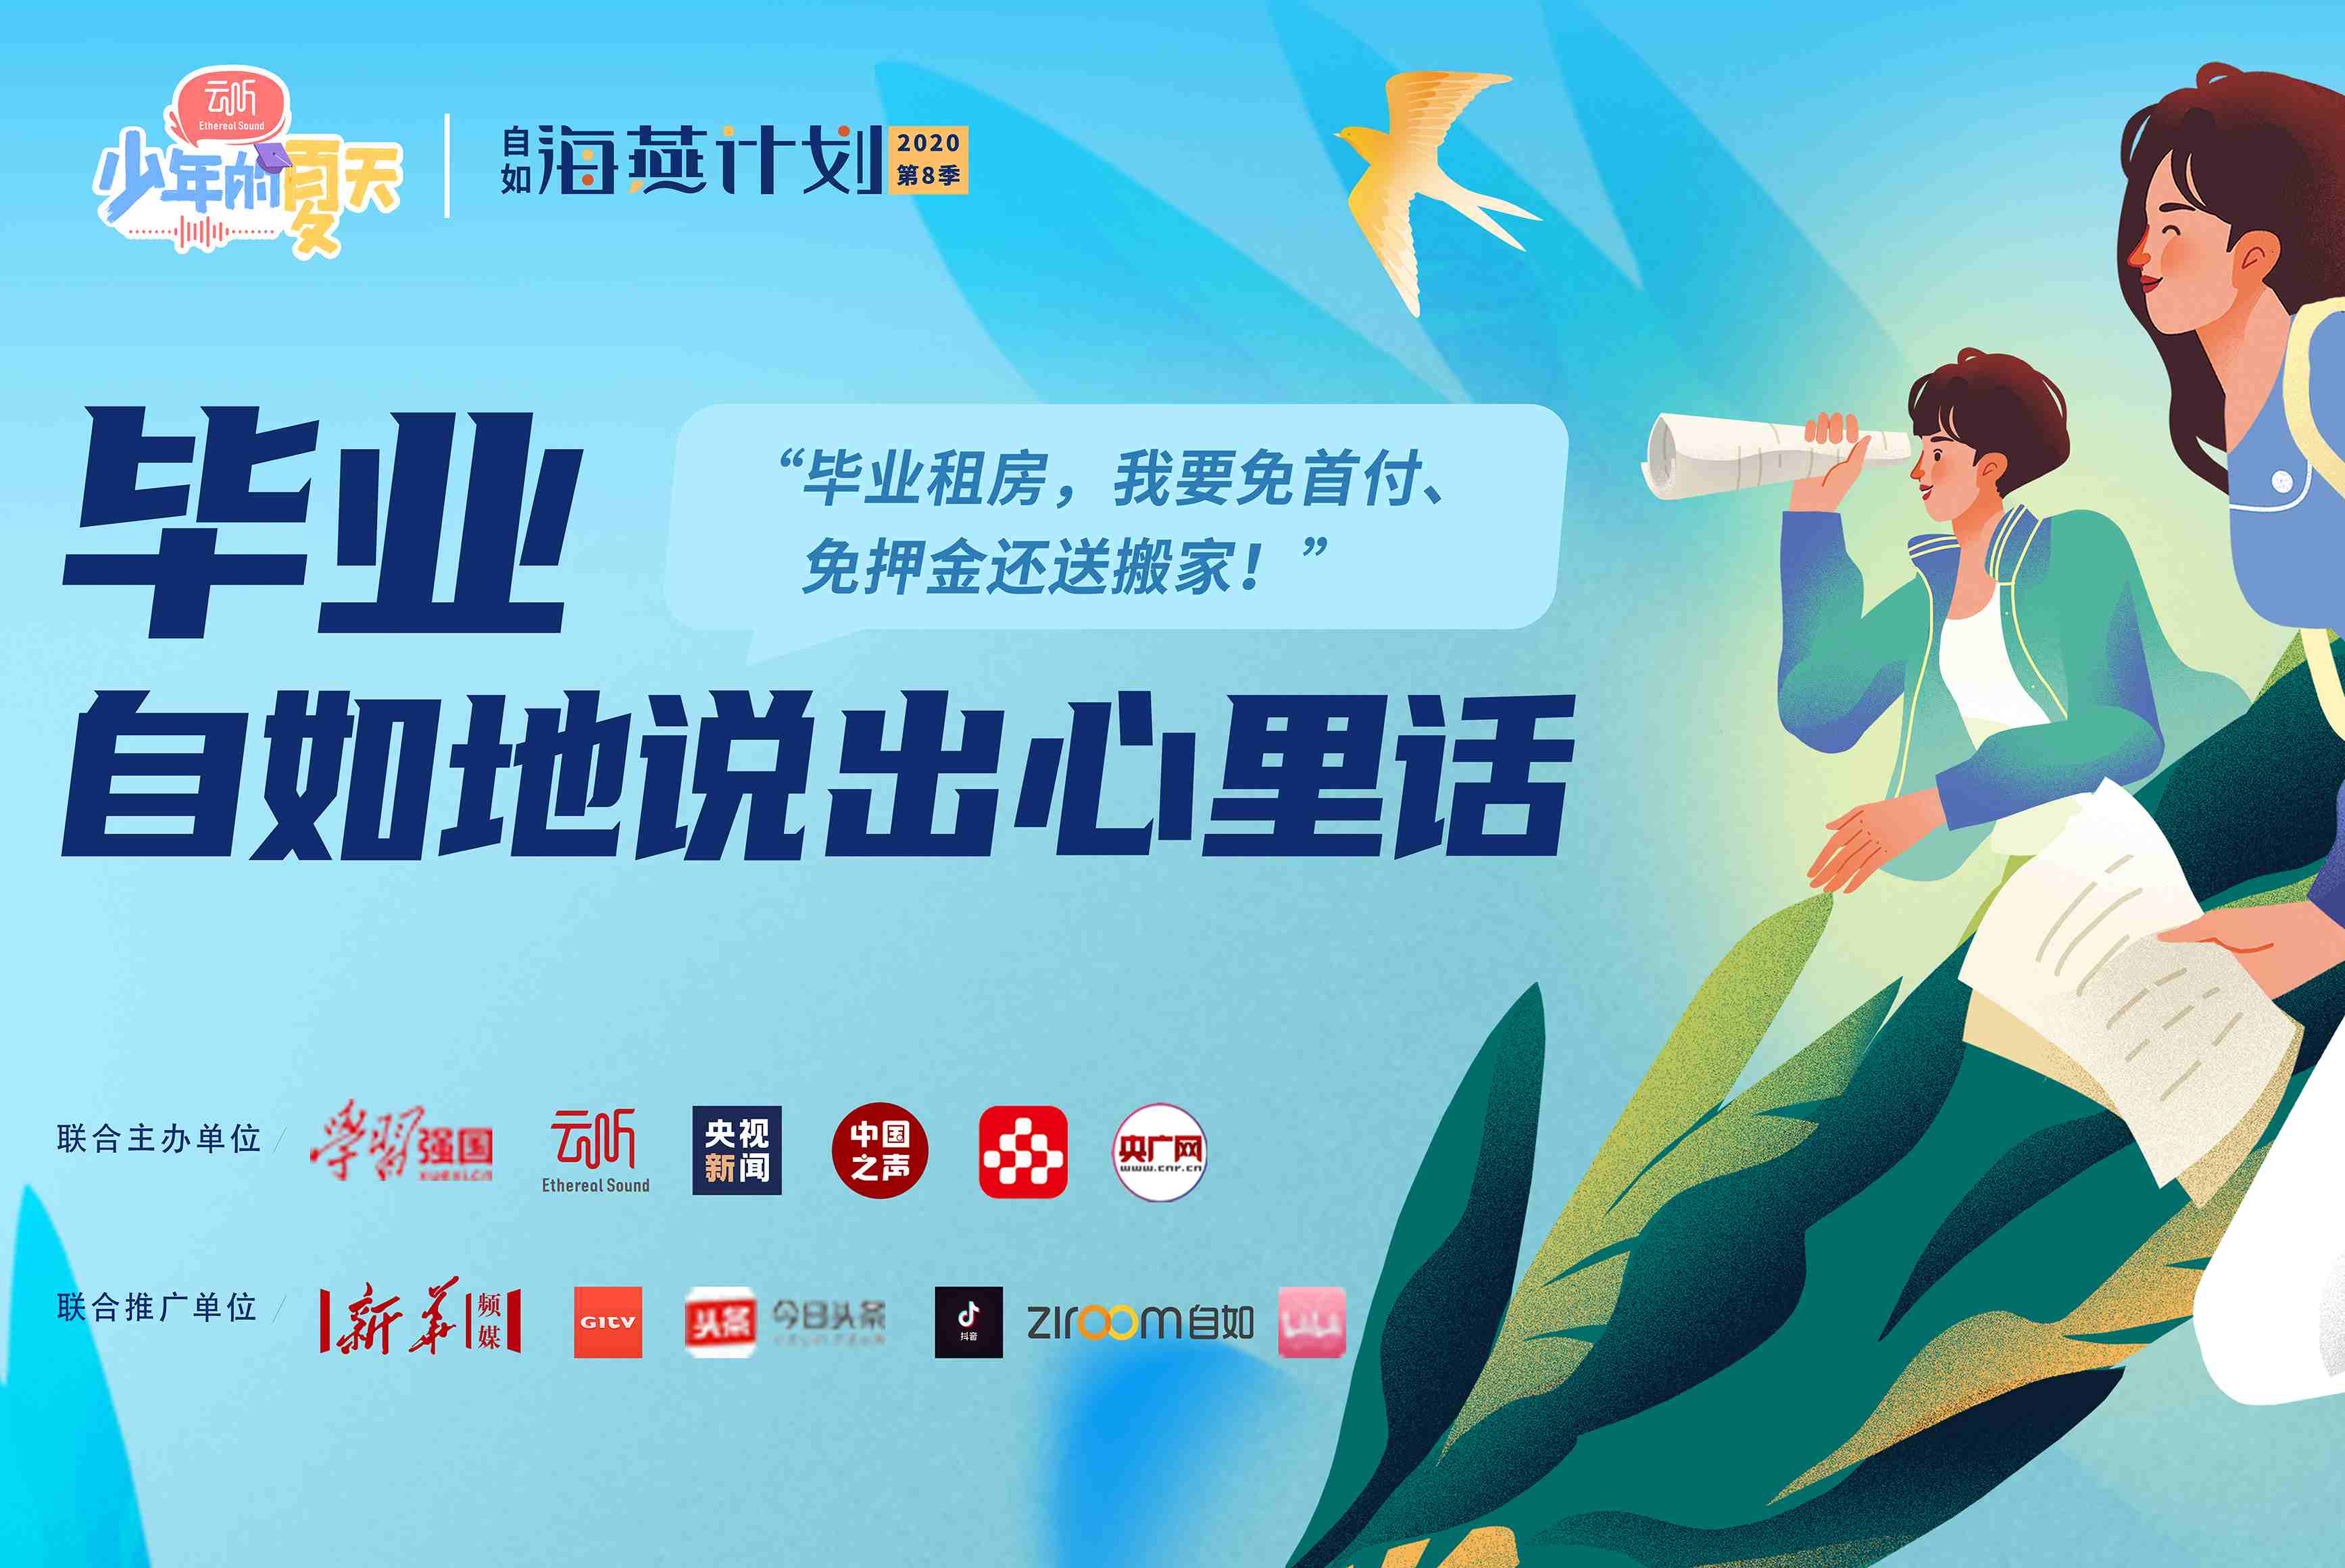 云听
Ethereal Sound
少年的夏天
自如 海燕计划 2020 第8季
毕业
“毕业租房，我要免首付、
免押金还送搬家！”
自如地说出心里话
联合主办单位
学习强国
xuexi.cn
云听
Ethereal Sound
央视
新闻
中国
之声
央广网
www.cnr.cn
联合推广单位
新华
频媒
GITV
头条
今日头条
抖音
ziroom自如